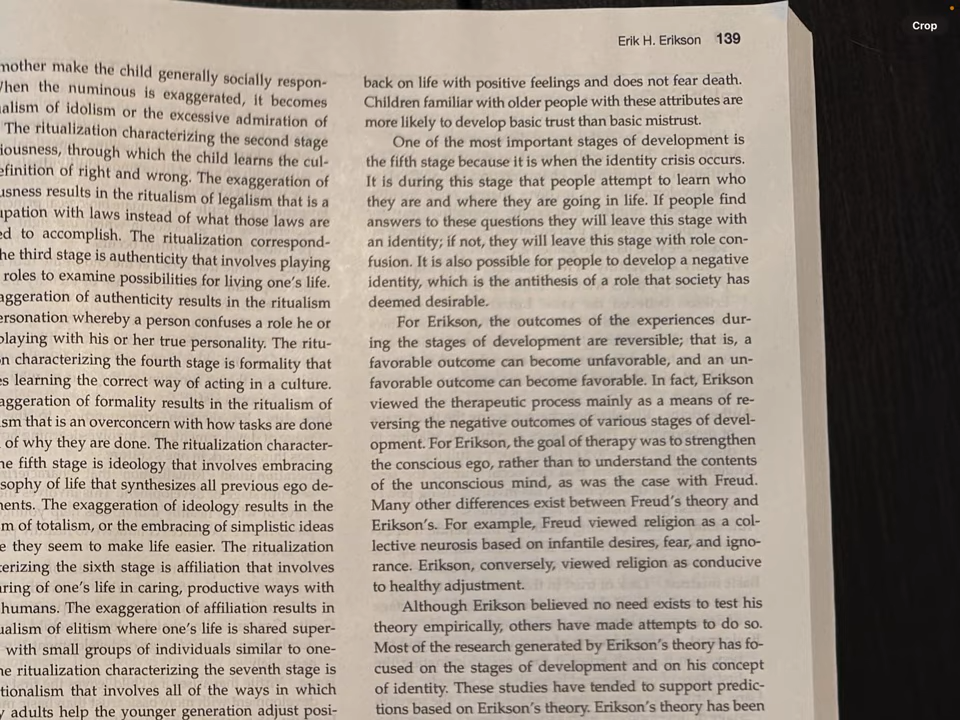 Crop
Erik H. Erikson 139
mother make the child generally socially respon-
hen the numinous is exaggerated, it becomes
alism of idolism or the excessive admiration of
The ritualization characterizing the second stage
iousness, through which the child learns the cul-
efinition of right and wrong. The exaggeration of
usness results in the ritualism of legalism that is a
upation with laws instead of what those laws are
ed to accomplish. The ritualization correspond-
he third stage is authenticity that involves playing
roles to examine possibilities for living one's life.
aggeration of authenticity results in the ritualism
ersonation whereby a person confuses a role he or
playing with his or her true personality. The ritu-
n characterizing the fourth stage is formality that
es learning the correct way of acting in a culture.
aggeration of formality results in the ritualism of
sm that is an overconcern with how tasks are done
of why they are done. The ritualization character-
he fifth stage is ideology that involves embracing
sophy of life that synthesizes all previous ego de-
ments. The exaggeration of ideology results in the
m of totalism, or the embracing of simplistic ideas
e they seem to make life easier. The ritualization
terizing the sixth stage is affiliation that involves
aring of one's life in caring, productive ways with
humans. The exaggeration of affiliation results in
ualism of elitism where one's life is shared super-
with small groups of individuals similar to one-
he ritualization characterizing the seventh stage is
tionalism that involves all of the ways in which
y adults help the younger generation adjust posi-
back on life with positive feelings and does not fear death.
Children familiar with older people with these attributes are
more likely to develop basic trust than basic mistrust.
One of the most important stages of development is
the fifth stage because it is when the identity crisis occurs.
It is during this stage that people attempt to learn who
they are and where they are going in life. If people find
answers to these questions they will leave this stage with
an identity; if not, they will leave this stage with role con-
fusion. It is also possible for people to develop a negative
identity, which is the antithesis of a role that society has
deemed desirable.
For Erikson, the outcomes of the experiences dur-
ing the stages of development are reversible; that is, a
favorable outcome can become unfavorable, and an un-
favorable outcome can become favorable. In fact, Erikson
viewed the therapeutic process mainly as a means of re-
versing the negative outcomes of various stages of devel-
opment. For Erikson, the goal of therapy was to strengthen
the conscious ego, rather than to understand the contents
of the unconscious mind, as was the case with Freud.
Many other differences exist between Freud's theory and
Erikson's. For example, Freud viewed religion as a col-
lective neurosis based on infantile desires, fear, and igno-
rance. Erikson, conversely, viewed religion as conducive
to healthy adjustment.
Although Erikson believed no need exists to test his
theory empirically, others have made attempts to do so.
Most of the research generated by Erikson's theory has fo-
cused on the stages of development and on his concept
of identity. These studies have tended to support predic-
tions based on Erikson's theory. Erikson's theory has been